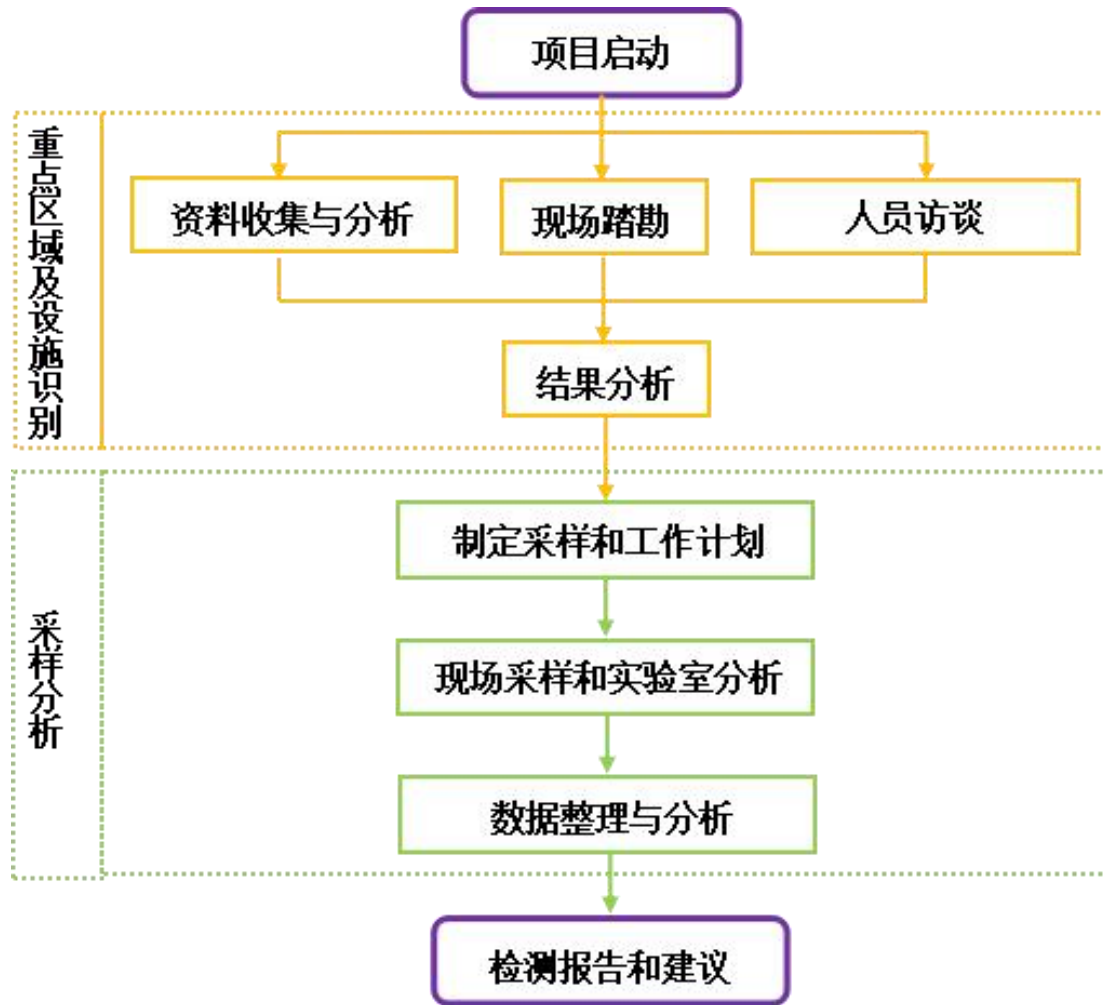 项目启动
重点区域及设施识别
资料收集与分析
现场踏勘
人员访谈
结果分析
采样分析
制定采样和工作计划
现场采样和实验室分析
数据整理与分析
检测报告和建议